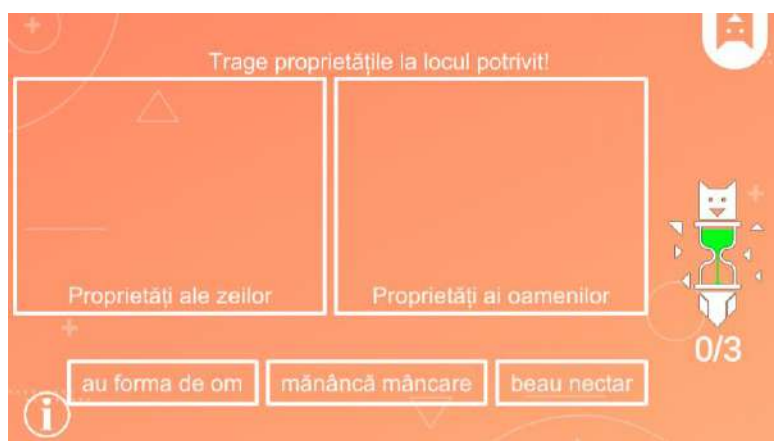 Trage proprietățile la locul potrivit!
Proprietăți ale zeilor
Proprietăți ai oamenilor
0/3
au forma de om
mănâncă mâncare
beau nectar
i